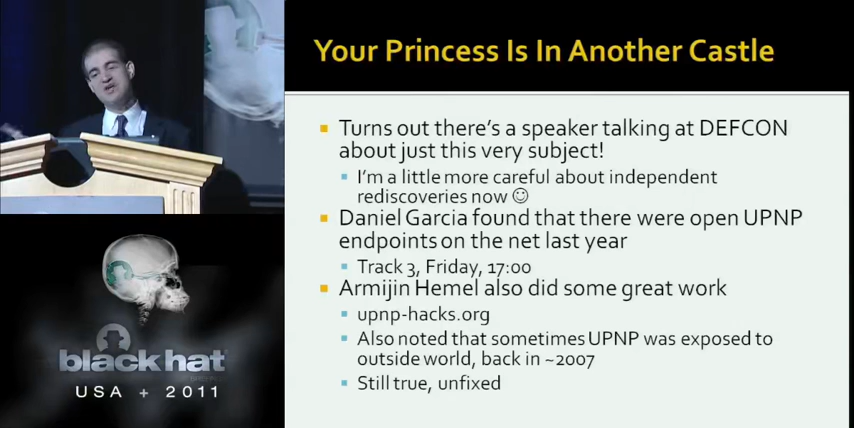 Your Princess Is In Another Castle
Turns out there's a speaker talking at DEFCON
about just this very subject!
I'm a little more careful about independent
rediscoveries now ☺
Daniel Garcia found that there were open UPNP
endpoints on the net last year
Track 3, Friday, 17:00
Armijin Hemel also did some great work
upnp-hacks.org
Also noted that sometimes UPNP was exposed to
outside world, back in ~2007
Still true, unfixed
black hat
USA + 2011